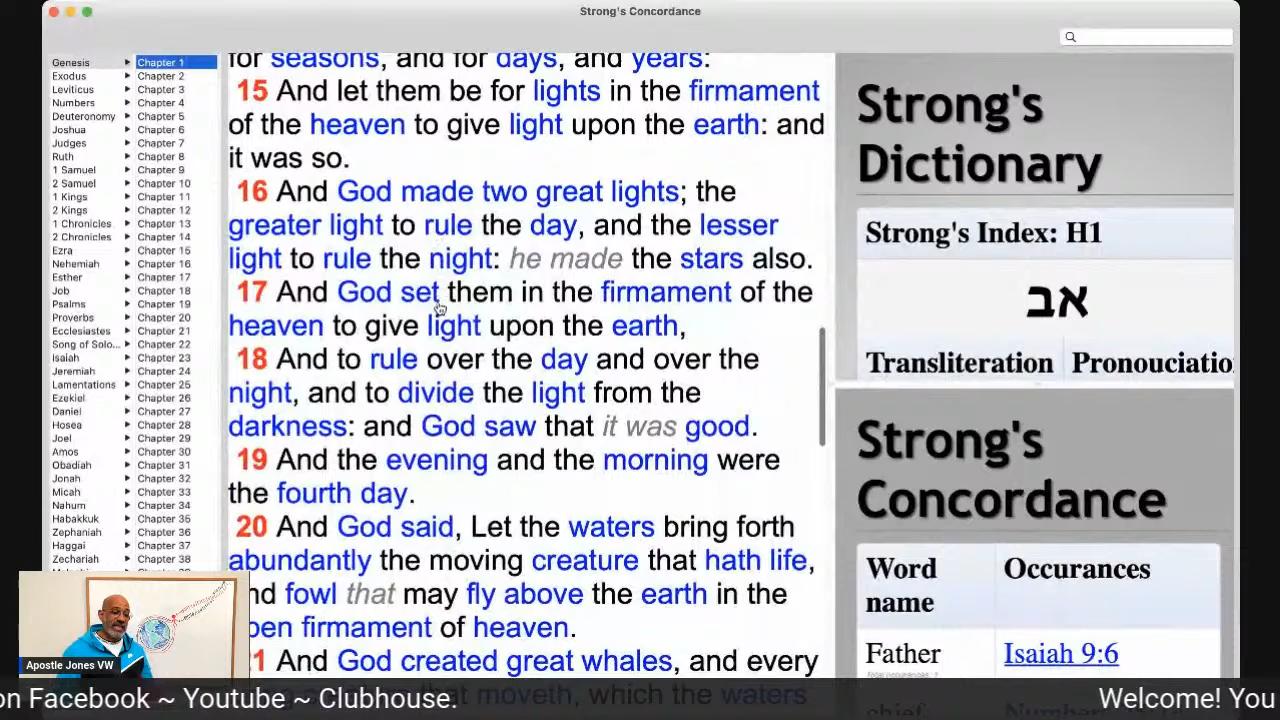 Strong's Concordance
Genesis
Exodus
Leviticus
Numbers
Deuteronomy
Joshua
Judges
Ruth
1 Samuel
2 Samuel
1 Kings
2 Kings
1 Chronicles
2 Chronicles
Ezra
Nehemiah
Esther
Job
Psalms
Proverbs
Ecclesiastes
Song of Solo...
Isaiah
Jeremiah
Lamentations
Ezekiel
Daniel
Hosea
Joel
Amos
Obadiah
Jonah
Micah
Nahum
Habakkuk
Zephaniah
Haggai
Zechariah
Chapter 1
Chapter 2
Chapter 3
Chapter 4
Chapter 5
Chapter 6
Chapter 7
Chapter 8
Chapter 9
Chapter 10
Chapter 11
Chapter 12
Chapter 13
Chapter 14
Chapter 15
Chapter 16
Chapter 17
Chapter 18
Chapter 19
Chapter 20
Chapter 21
Chapter 22
Chapter 23
Chapter 24
Chapter 25
Chapter 26
Chapter 27
Chapter 28
Chapter 29
Chapter 30
Chapter 31
Chapter 32
Chapter 33
Chapter 34
Chapter 35
Chapter 36
Chapter 37
Chapter 38
for seasons, and for days, and years:
15 And let them be for lights in the firmament
of the heaven to give light upon the earth: and
it was so.
16 And God made two great lights; the
greater light to rule the day, and the lesser
light to rule the night: he made the stars also.
17 And God set them in the firmament of the
heaven to give light upon the earth,
18 And to rule over the day and over the
night, and to divide the light from the
darkness: and God saw that it was good.
19 And the evening and the morning were
the fourth day.
20 And God said, Let the waters bring forth
abundantly the moving creature that hath life,
nd fowl that may fly above the earth in the
pen firmament of heaven.
21 And God created great whales, and every
that moveth, which the waters
Strong's
Dictionary
Strong's Index: H1
אב
Transliteration
Pronouciatio
Strong's
Concordance
Word
name
Occurances
Father
Isaiah 9:6
Apostle Jones VW
on Facebook ~ Youtube ~ Clubhouse.
Welcome! You